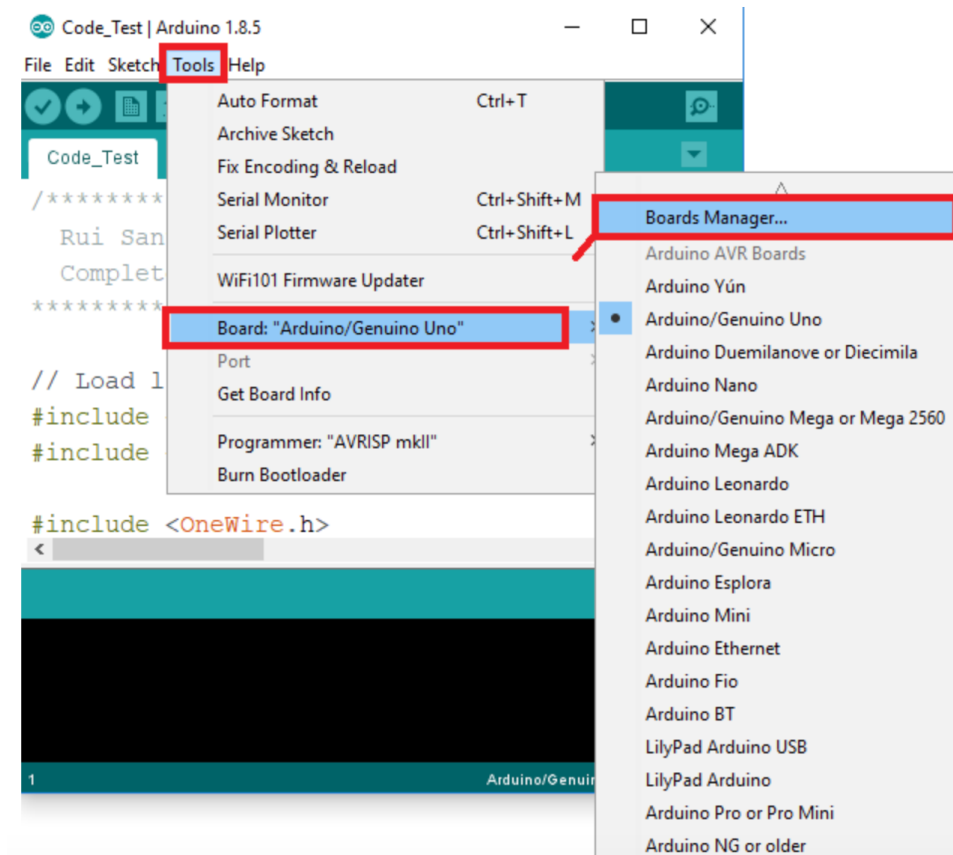 Code_Test | Arduino 1.8.5
File Edit Sketch Tools Help
Auto Format Ctrl+T
Archive Sketch
Fix Encoding & Reload
Serial Monitor Ctrl+Shift+M
Serial Plotter Ctrl+Shift+L
WiFi101 Firmware Updater
Board: "Arduino/Genuino Uno"
Port
Get Board Info
Programmer: "AVRISP mkII"
Burn Bootloader
Code_Test
/********
Rui San
Complet
*********
// Load l
#include
#include
#include <OneWire.h>
1 Arduino/Genuin
Boards Manager...
Arduino AVR Boards
Arduino Yún
Arduino/Genuino Uno
Arduino Duemilanove or Diecimila
Arduino Nano
Arduino/Genuino Mega or Mega 2560
Arduino Mega ADK
Arduino Leonardo
Arduino Leonardo ETH
Arduino/Genuino Micro
Arduino Esplora
Arduino Mini
Arduino Ethernet
Arduino Fio
Arduino BT
LilyPad Arduino USB
LilyPad Arduino
Arduino Pro or Pro Mini
Arduino NG or older